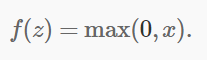 f(z) = max(0, x).